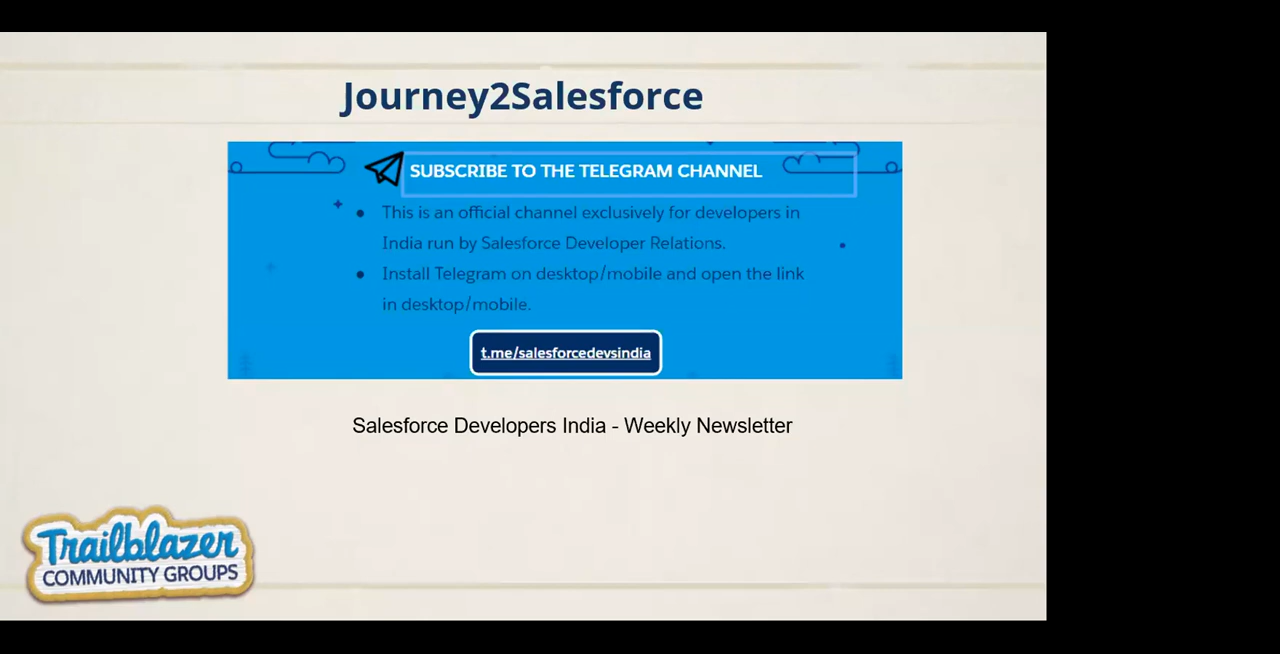 Journey2Salesforce
SUBSCRIBE TO THE TELEGRAM CHANNEL
● This is an official channel exclusively for developers in
India run by Salesforce Developer Relations.
● Install Telegram on desktop/mobile and open the link
in desktop/mobile.
t.me/salesforcedevsindia
Salesforce Developers India - Weekly Newsletter
Trailblazer
COMMUNITY GROUPS